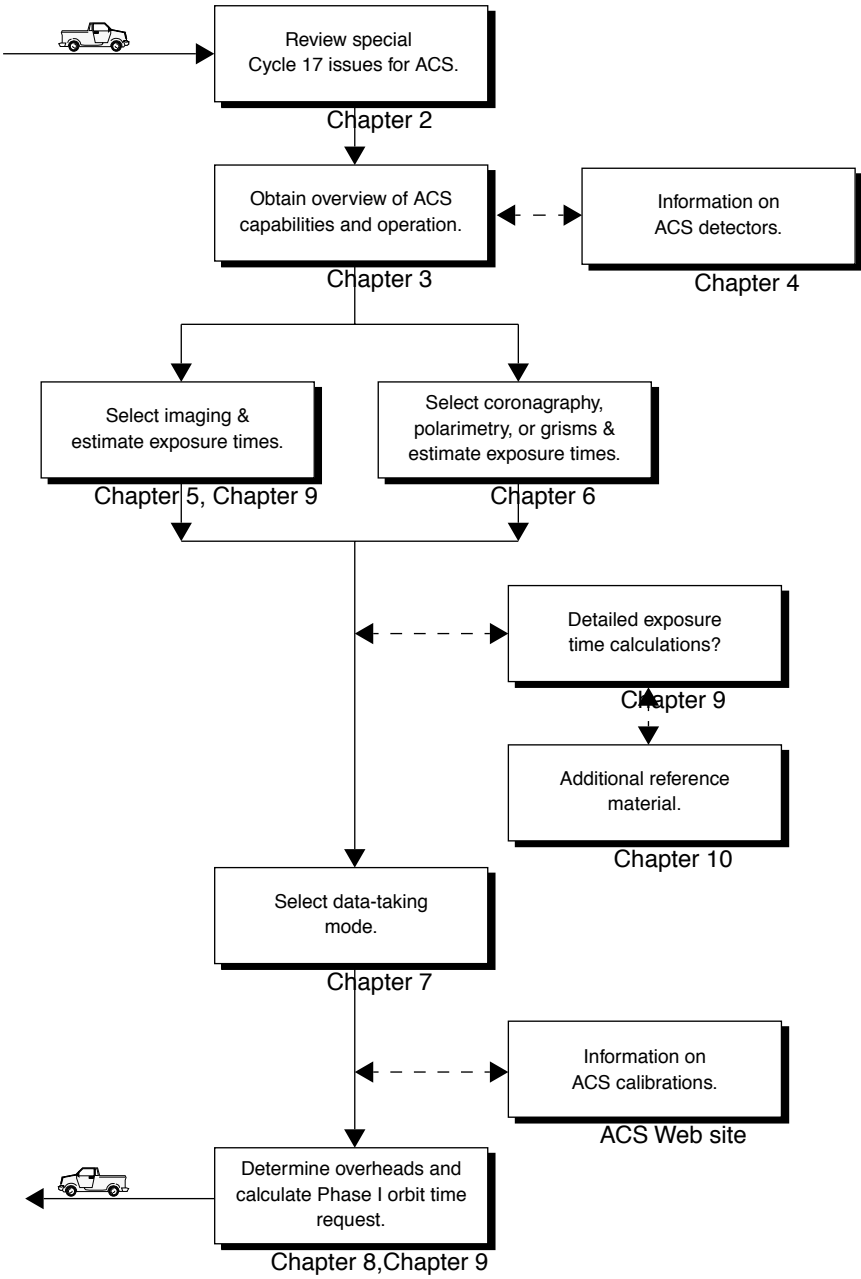 Review special
Cycle 17 issues for ACS.
Chapter 2
Obtain overview of ACS
capabilities and operation.
Chapter 3
Information on
ACS detectors.
Chapter 4
Select imaging &
estimate exposure times.
Chapter 5, Chapter 9
Select coronagraphy,
polarimetry, or grisms &
estimate exposure times.
Chapter 6
Detailed exposure
time calculations?
Chapter 9
Additional reference
material.
Chapter 10
Select data-taking
mode.
Chapter 7
Information on
ACS calibrations.
ACS Web site
Determine overheads and
calculate Phase I orbit time
request.
Chapter 8,Chapter 9